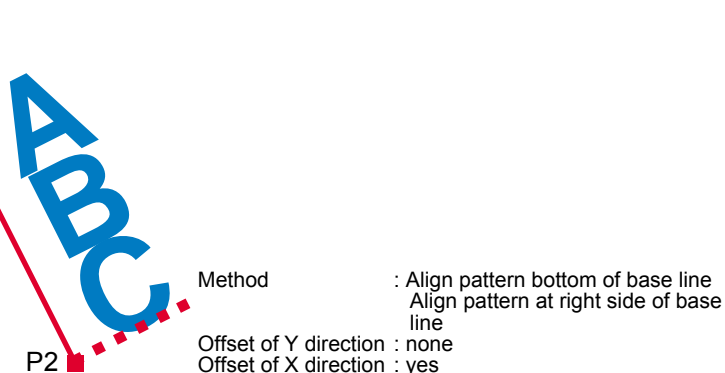 A
B
C
Method : Align pattern bottom of base line
Align pattern at right side of base
line
Offset of Y direction : none
P2
Offset of X direction : yes